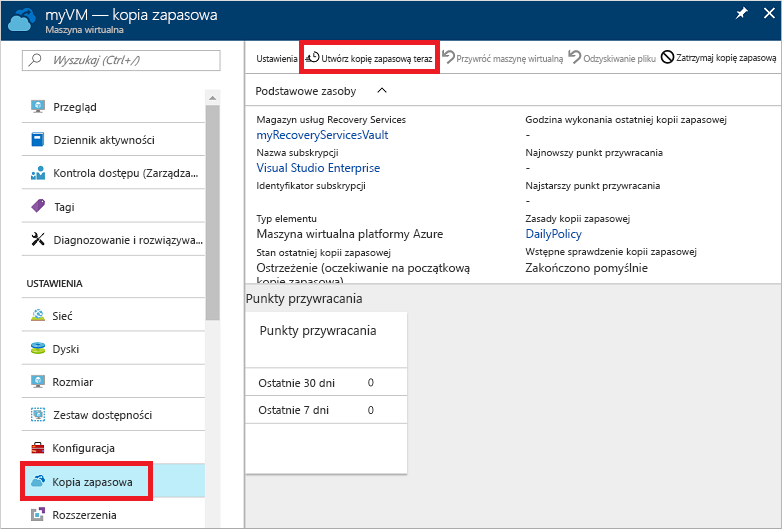 myVM — kopia zapasowa
Maszyna wirtualna
Wyszukaj (Ctrl+/)
Przegląd
Dziennik aktywności
Kontrola dostępu (Zarządza...
Tagi
Diagnozowanie i rozwiązywa...
USTAWIENIA
Sieć
Dyski
Rozmiar
Zestaw dostępności
Konfiguracja
Kopia zapasowa
Rozszerzenia
Ustawienia
Utwórz kopię zapasową teraz
Przywróć maszynę wirtualną
Odzyskiwanie pliku
Zatrzymaj kopię zapasową
Podstawowe zasoby
Magazyn usług Recovery Services
myRecoveryServicesVault
Nazwa subskrypcji
Visual Studio Enterprise
Identyfikator subskrypcji
Typ elementu
Maszyna wirtualna platformy Azure
Stan ostatniej kopii zapasowej
Ostrzeżenie (oczekiwanie na początkową
kopię zapasową)
Godzina wykonania ostatniej kopii zapasowej
-
Najnowszy punkt przywracania
-
Najstarszy punkt przywracania
-
Zasady kopii zapasowej
DailyPolicy
Wstępne sprawdzenie kopii zapasowej
Zakończono pomyślnie
Punkty przywracania
Punkty przywracania
Ostatnie 30 dni 0
Ostatnie 7 dni 0